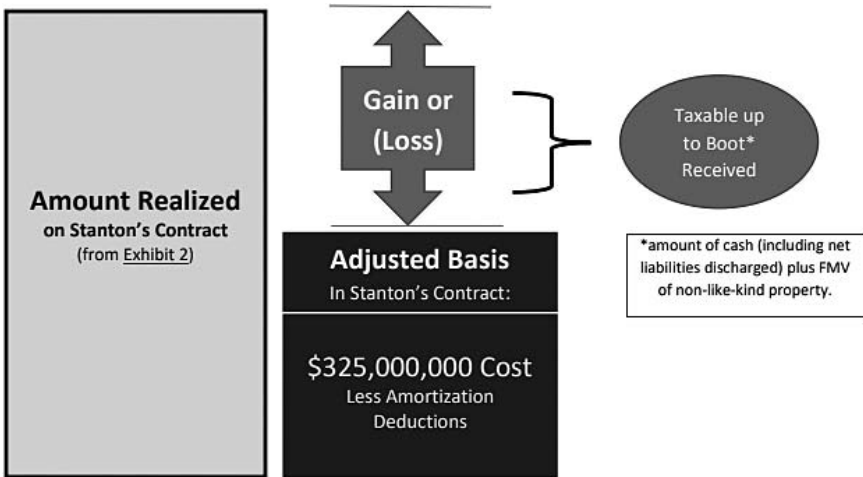 Amount Realized
on Stanton's Contract
(from Exhibit 2)
Gain or
(Loss)
Taxable up
to Boot*
Received
Adjusted Basis
In Stanton's Contract:
$325,000,000 Cost
Less Amortization
Deductions
*amount of cash (including net
liabilities discharged) plus FMV
of non-like-kind property.